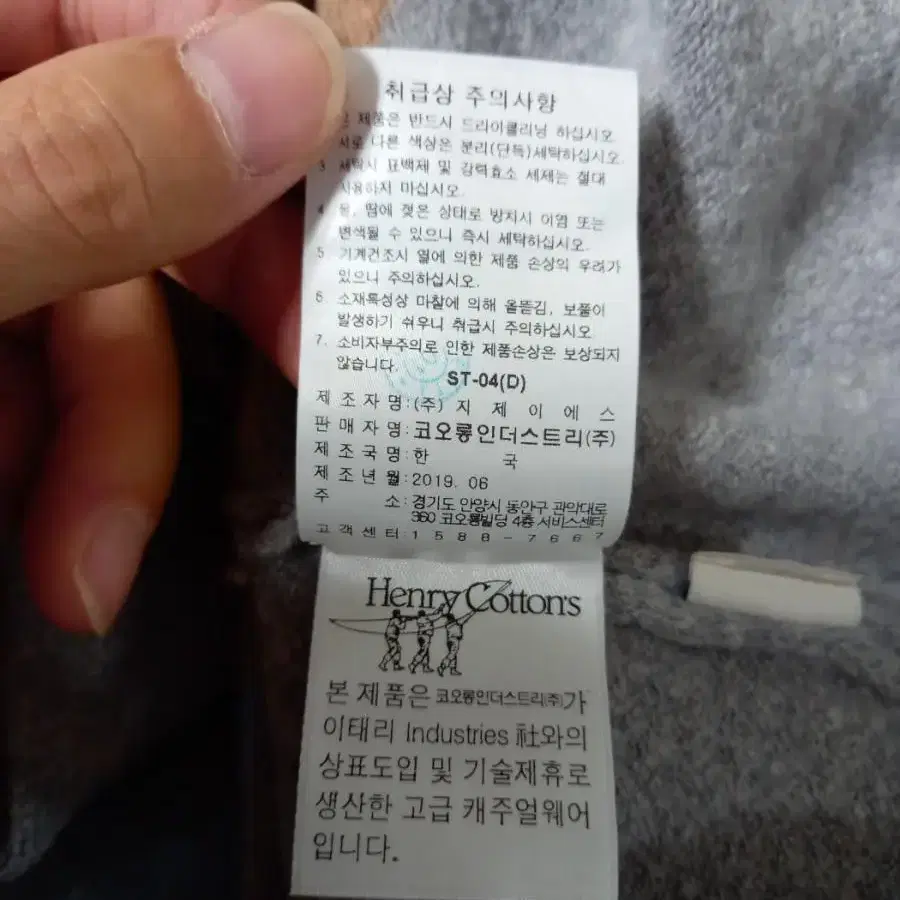 취급상 주의사항
제품은 반드시 드라이클리닝 하십시오.
다른 색상은 분리(단독)세탁하십시오.
3 세탁시 표백제 및 강력효소 세제는 절대
사용하지 마십시오.
4 물, 땀에 젖은 상태로 방치시 이염 또는
변색될 수 있으니 즉시 세탁하십시오.
5. 기계건조시 열에 의한 제품 손상의 우려가
있으니 주의하십시오.
6. 소재특성상 마찰에 의해 올뜯김, 보풀이
발생하기 쉬우니 취급시 주의하십시오
7. 소비자부주의로 인한 제품손상은 보상되지
않습니다.
ST-04(D)
제조자명:(주)지제이에스
판매자명:코오롱인더스트리(주)
제조국명:한국
제조년월:2019. 06
주소:경기도 안양시 동안구 관악대로
360 코오롱빌딩 4층 서비스센터
고객센터:1588-7667
Henry Cotton's
본 제품은 코오롱인더스트리(주)가
이태리 Industries 社와의
상표도입 및 기술제휴로
생산한 고급 캐주얼웨어
입니다.